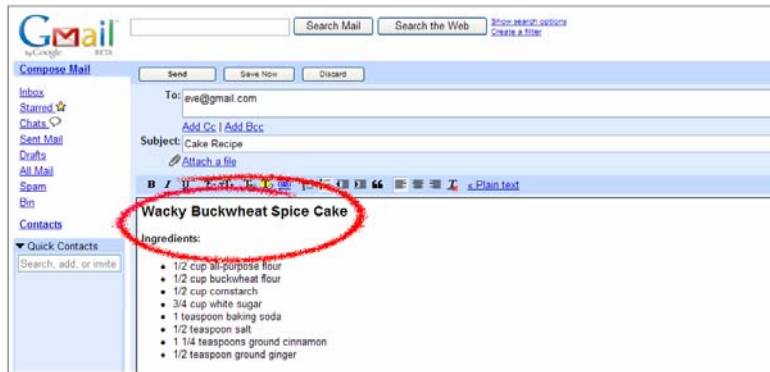 Gmail
by Google BETA
Search Mail
Search the Web
Show search options
Create a filter
Compose Mail
Inbox
Starred
Chats
Sent Mail
Drafts
All Mail
Spam
Bin
Contacts
Quick Contacts
Search, add, or invite
Send
Save Now
Discard
To: eve@gmail.com
Add Cc | Add Bcc
Subject: Cake Recipe
Attach a file
B I U « Plain text
Wacky Buckwheat Spice Cake
Ingredients:
1/2 cup all-purpose flour
1/2 cup buckwheat flour
1/2 cup cornstarch
3/4 cup white sugar
1 teaspoon baking soda
1/2 teaspoon salt
1 1/4 teaspoons ground cinnamon
1/2 teaspoon ground ginger